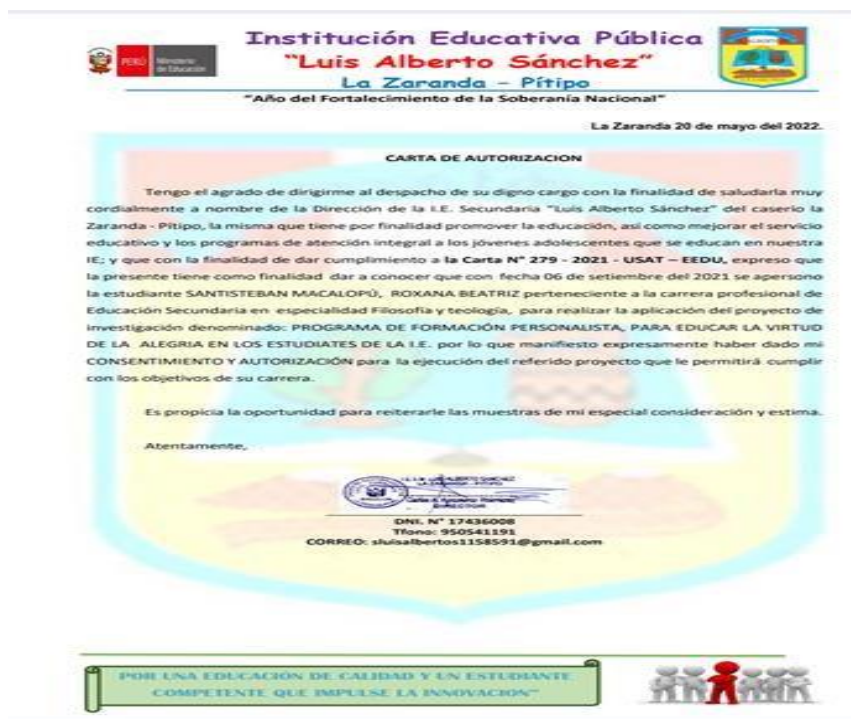 Institución Educativa Pública
"Luis Alberto Sánchez"
La Zaranda – Pítipo
PERÚ
Ministerio
de Educación
"Año del Fortalecimiento de la Soberanía Nacional"
La Zaranda 20 de mayo del 2022.
CARTA DE AUTORIZACION
Tengo el agrado de dirigirme al despacho de su digno cargo con la finalidad de saludarla muy
cordialmente a nombre de la Dirección de la I.E. Secundaria "Luis Alberto Sánchez" del caserío la
Zaranda - Pítipo, la misma que tiene por finalidad promover la educación, así como mejorar el servicio
educativo y los programas de atención integral a los jóvenes adolescentes que se educan en nuestra
IE; y que con la finalidad de dar cumplimiento a la Carta N° 279 - 2021 - USAT – EEDU, expreso que
la presente tiene como finalidad dar a conocer que con fecha 06 de setiembre del 2021 se apersono
la estudiante SANTISTEBAN MACALOPÚ, ROXANA BEATRIZ perteneciente a la carrera profesional de
Educación Secundaria en especialidad Filosofía y teología, para realizar la aplicación del proyecto de
investigación denominado: PROGRAMA DE FORMACIÓN PERSONALISTA, PARA EDUCAR LA VIRTUD
DE LA ALEGRIA EN LOS ESTUDIATES DE LA I.E. por lo que manifiesto expresamente haber dado mi
CONSENTIMIENTO Y AUTORIZACIÓN para la ejecución del referido proyecto que le permitirá cumplir
con los objetivos de su carrera.
Es propicia la oportunidad para reiterarle las muestras de mi especial consideración y estima.
Atentamente,
DIRECTOR
DNI. N° 17436008
Tfono: 950541191
CORREO: sluisalbertos1158591@gmail.com
POR UNA EDUCACIÓN DE CALIDAD Y UN ESTUDIANTE
COMPETENTE QUE IMPULSE LA INNOVACION"